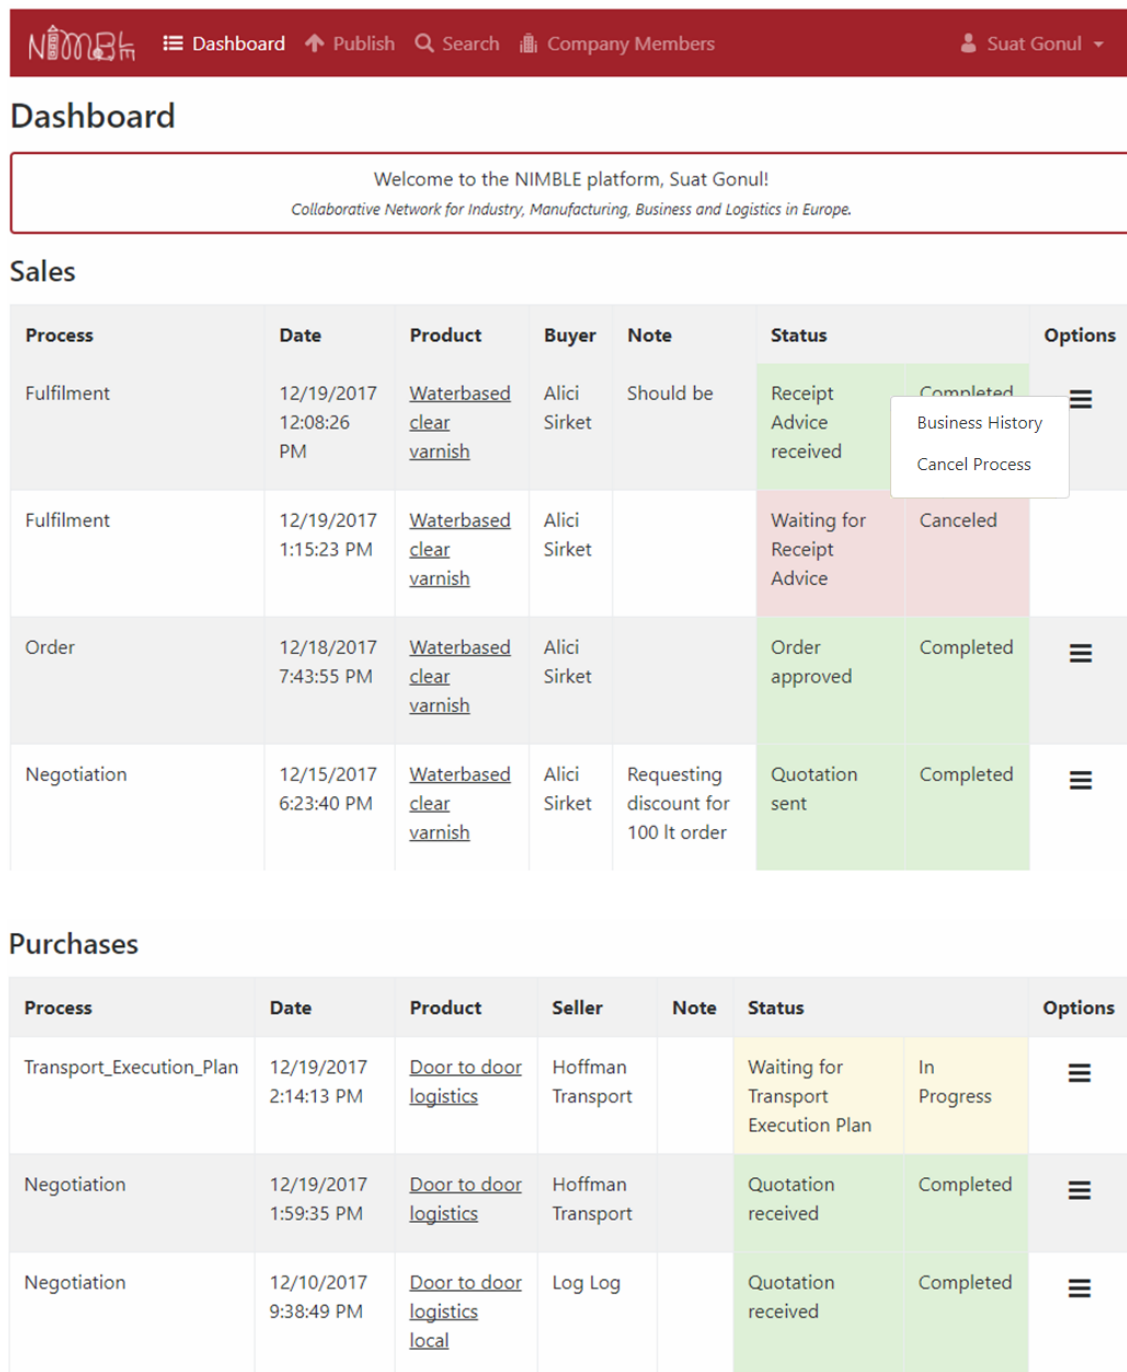 NIMBLE Dashboard Publish Search Company Members Suat Gonul
Dashboard
Welcome to the NIMBLE platform, Suat Gonul!
Collaborative Network for Industry, Manufacturing, Business and Logistics in Europe.
Sales
Process Date Product Buyer Note Status Options
Fulfilment 12/19/2017 Waterbased Alici Should be Receipt Completed
12:08:26 clear Sirket Advice
PM varnish received
Business History
Cancel Process
Fulfilment 12/19/2017 Waterbased Alici Waiting for Canceled
1:15:23 PM clear Sirket Receipt
varnish Advice
Order 12/18/2017 Waterbased Alici Order Completed
7:43:55 PM clear Sirket approved
varnish
Negotiation 12/15/2017 Waterbased Alici Requesting Quotation Completed
6:23:40 PM clear Sirket discount for sent
varnish 100 lt order
Purchases
Process Date Product Seller Note Status Options
Transport_Execution_Plan 12/19/2017 Door to door Hoffman Waiting for In
2:14:13 PM logistics Transport Transport Progress
Execution Plan
Negotiation 12/19/2017 Door to door Hoffman Quotation Completed
1:59:35 PM logistics Transport received
Negotiation 12/10/2017 Door to door Log Log Quotation Completed
9:38:49 PM logistics received
local